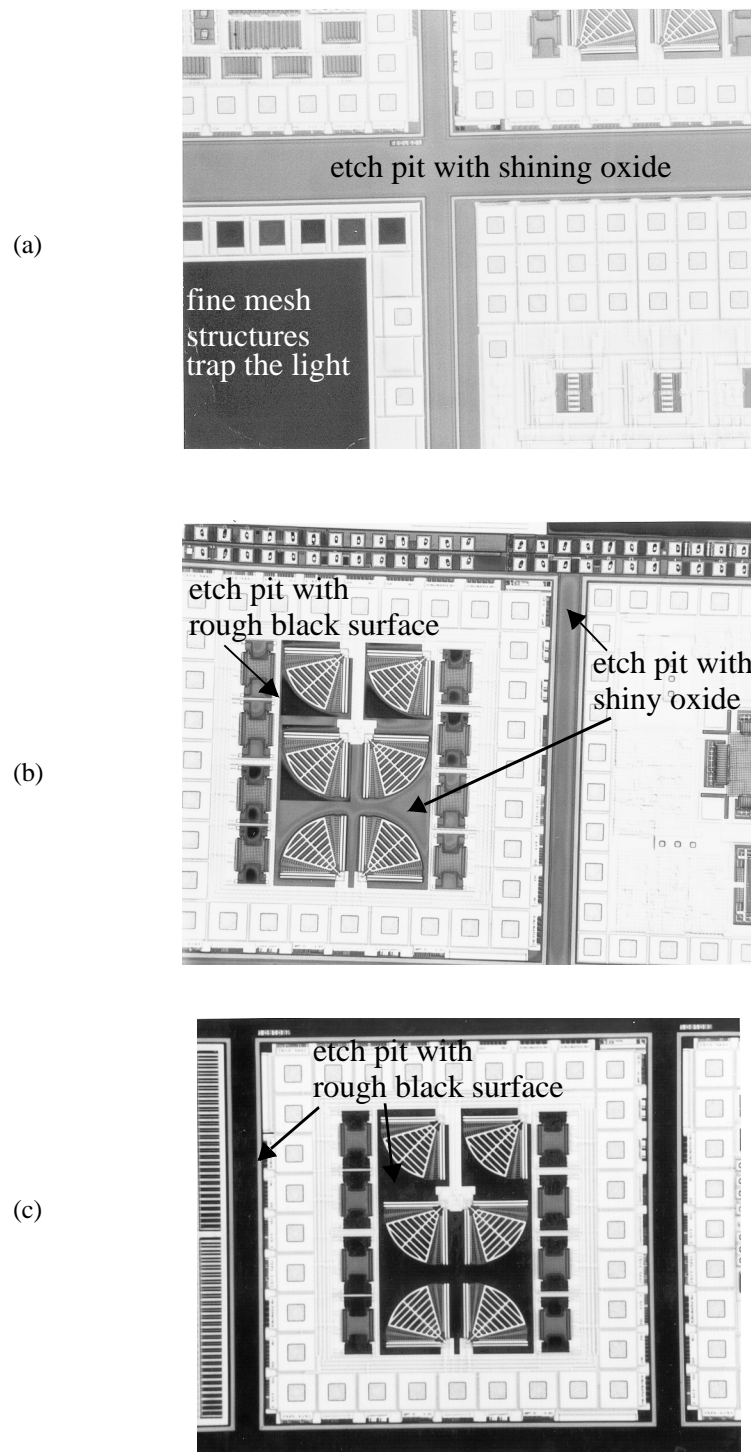 (a)
etch pit with shining oxide
fine mesh
structures
trap the light
(b)
etch pit with
rough black surface
etch pit with
shiny oxide
(c)
etch pit with
rough black surface